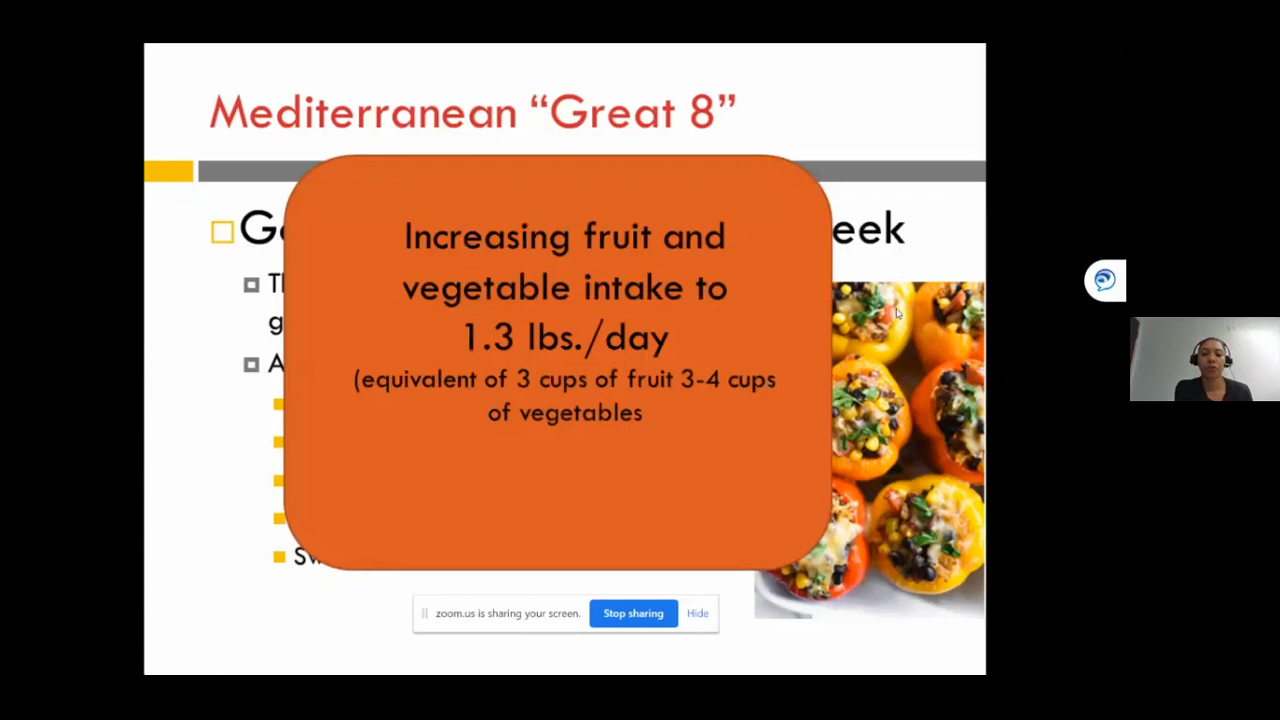 Mediterranean “Great 8”
Increasing fruit and
vegetable intake to
1.3 lbs./day
(equivalent of 3 cups of fruit 3-4 cups
of vegetables
zoom.us is sharing your screen. Stop sharing Hide